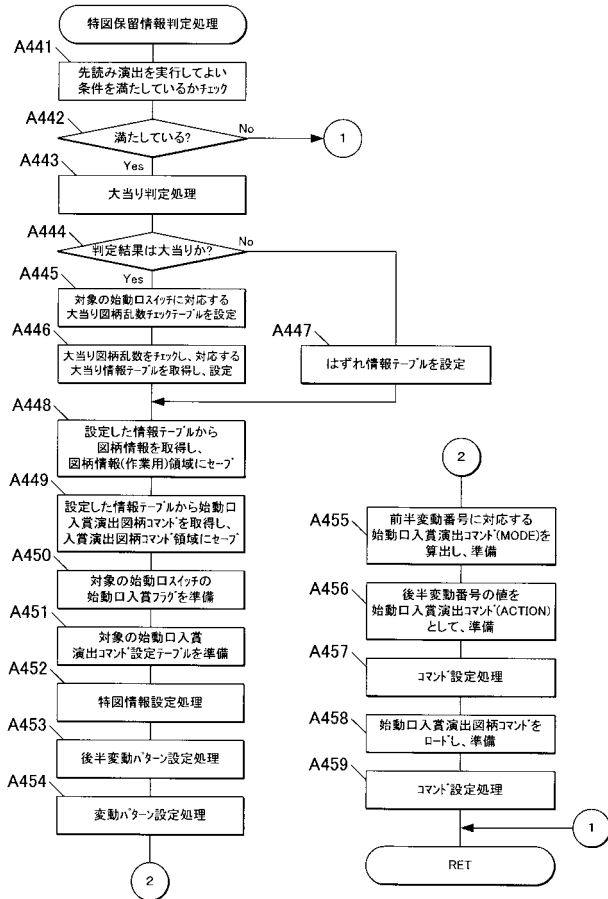 特図保留情報判定処理
A441
先読み演出を実行してよい
条件を満たしているかチェック
A442
満たしている?
No
1
Yes
A443
大当り判定処理
A444
判定結果は大当りか?
No
Yes
A445
対象の始動口スイッチに対応する
大当り図柄乱数チェックテーブルを設定
A446
大当り図柄乱数をチェックし、対応する
大当り情報テーブルを取得し、設定
A447
はずれ情報テーブルを設定
A448
設定した情報テーブルから
図柄情報を取得し、
図柄情報(作業用)領域にセーブ
A449
設定した情報テーブルから始動口
入賞演出図柄コマンドを取得し、
入賞演出図柄コマンド領域にセーブ
A450
対象の始動口スイッチの
始動口入賞フラグを準備
A451
対象の始動口入賞
演出コマンド設定テーブルを準備
A452
特図情報設定処理
A453
後半変動パターン設定処理
A454
変動パターン設定処理
2
2
A455
前半変動番号に対応する
始動口入賞演出コマンド(MODE)を
算出し、準備
A456
後半変動番号の値を
始動口入賞演出コマンド(ACTION)
として、準備
A457
コマンド設定処理
A458
始動口入賞演出図柄コマンドを
ロードし、準備
A459
コマンド設定処理
1
RET